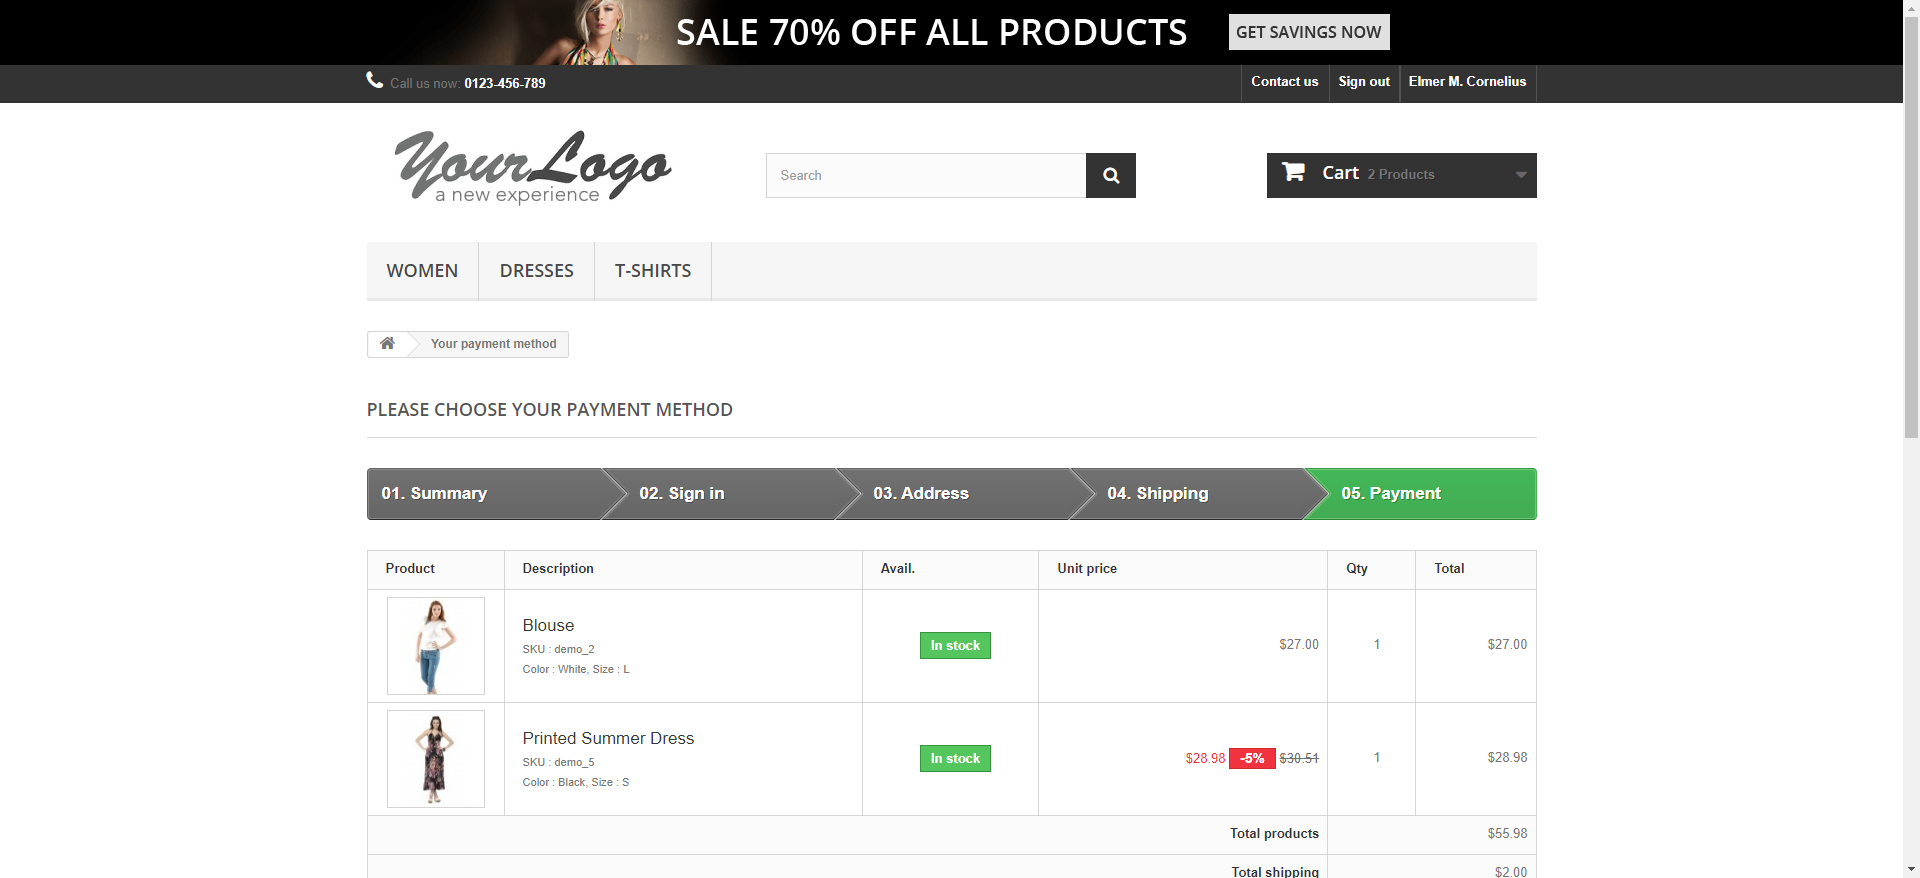 SALE 70% OFF ALL PRODUCTS GET SAVINGS NOW
Call us now: 0123-456-789 Contact us Sign out Elmer M. Cornelius
YourLogo
a new experience
Search
Cart 2 Products
WOMEN DRESSES T-SHIRTS
Your payment method
PLEASE CHOOSE YOUR PAYMENT METHOD
01. Summary 02. Sign in 03. Address 04. Shipping 05. Payment
Product Description Avail. Unit price Qty Total
Blouse
SKU : demo_2
Color : White, Size : L
In stock $27.00 1 $27.00
Printed Summer Dress
SKU : demo_5
Color : Black, Size : S
In stock $28.98 -5% $30.51 1 $28.98
Total products $55.98
Total shipping $2.00